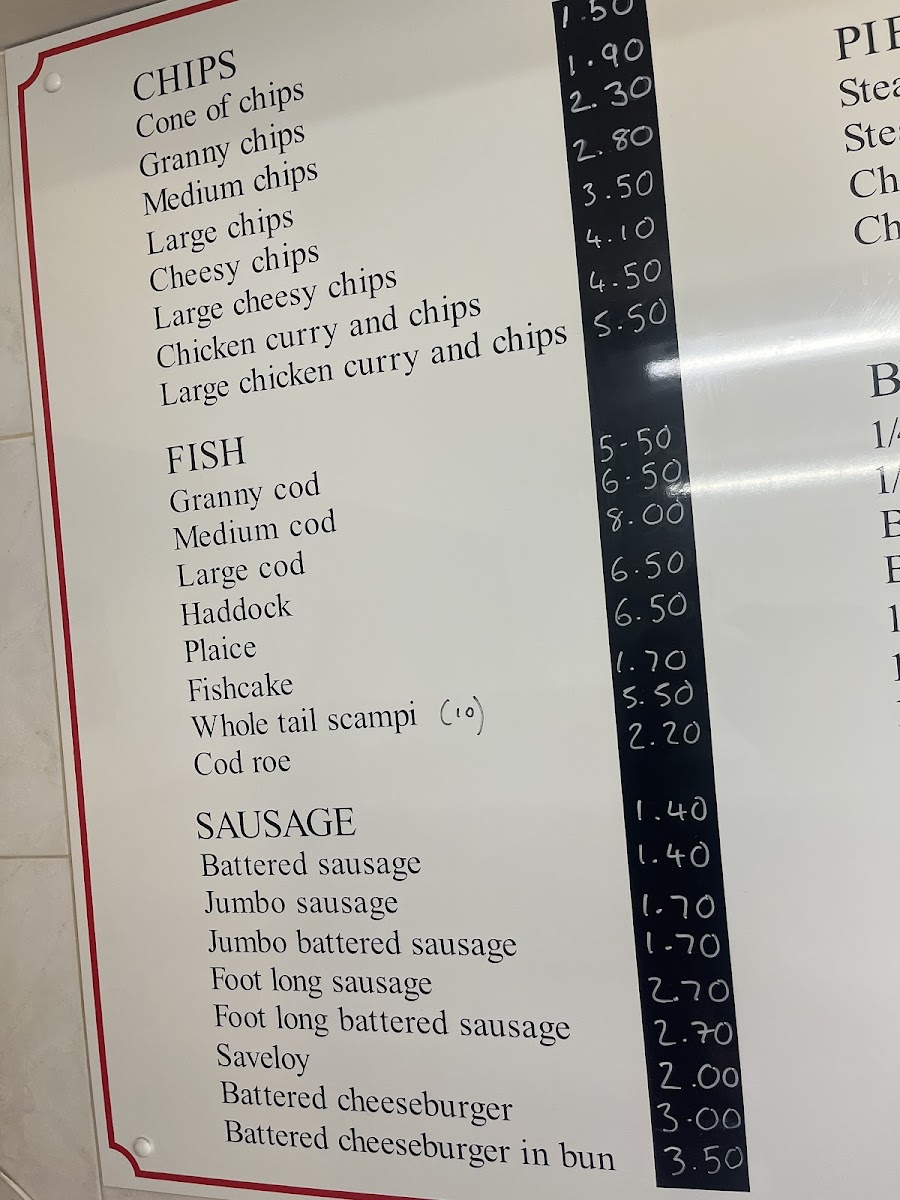 CHIPS
Cone of chips 1.50
Granny chips 1.90
Medium chips 2.30
Large chips 2.80
Cheesy chips 3.50
Large cheesy chips 4.10
Chicken curry and chips 4.50
Large chicken curry and chips 5.50
FISH
Granny cod 5-50
Medium cod 6.50
Large cod 8.00
Haddock 6.50
Plaice 6.50
Fishcake 1.70
Whole tail scampi (10) 5.50
Cod roe 2.20
SAUSAGE 1.40
Battered sausage 1.40
Jumbo sausage 1.70
Jumbo battered sausage 1.70
Foot long sausage 2.70
Foot long battered sausage 2.70
Saveloy 2.00
Battered cheeseburger 3.00
Battered cheeseburger in bun 3.50